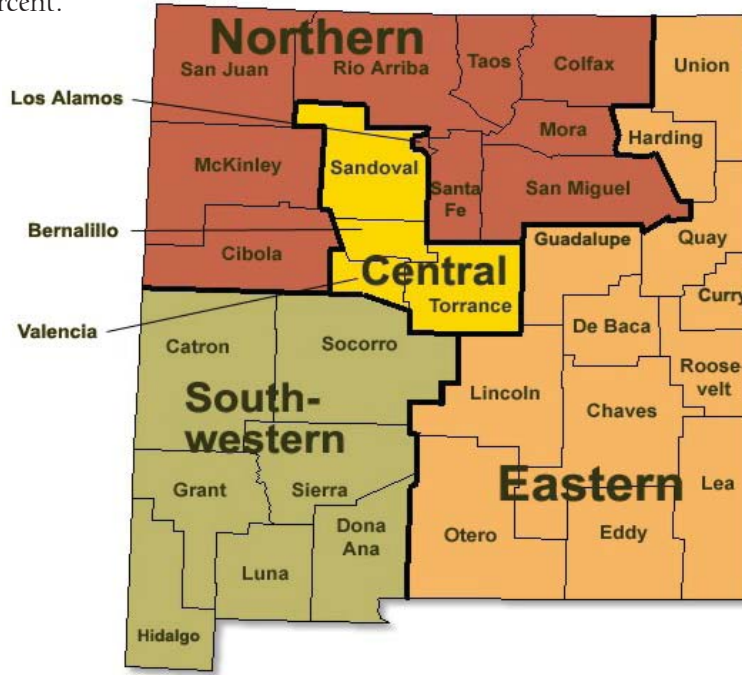 rcent.
Northern
San Juan
Rio Arriba
Taos
Colfax
Union
Los Alamos
Mora
Harding
McKinley
Sandoval
Santa
Fe
San Miguel
Bernalillo
Cibola
Guadalupe
Quay
Central
Torrance
Curry
Valencia
Catron
Socorro
De Baca
Roose-
velt
Lincoln
Chaves
South-
western
Grant
Sierra
Eastern
Lea
Dona
Ana
Otero
Eddy
Luna
Hidalgo